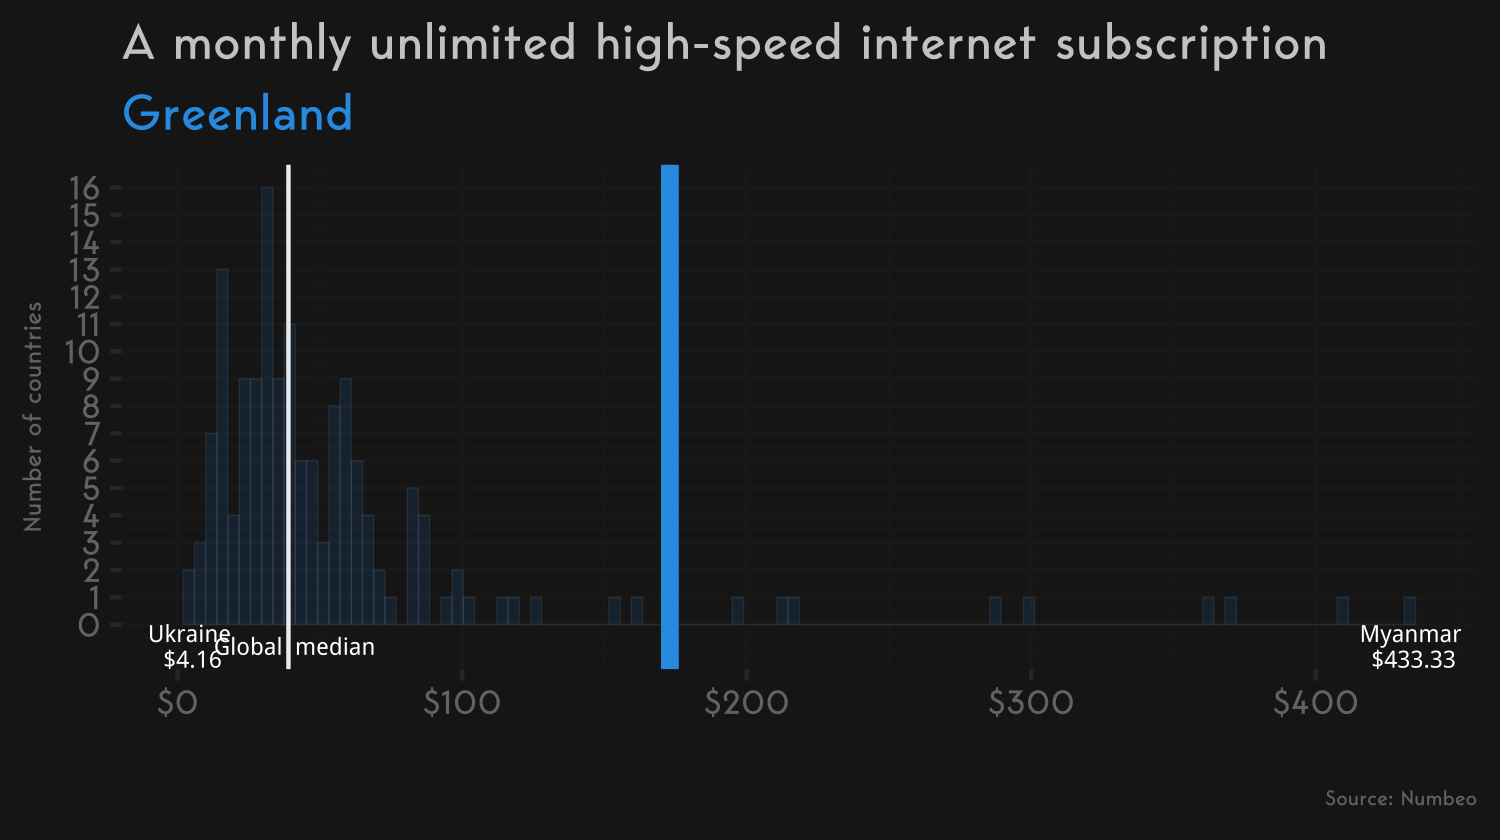 A monthly unlimited high-speed internet subscription
Greenland
Number of countries
16
15
14
13
12
11
10
9
8
7
6
5
4
3
2
1
0
Ukraine
$4.16
Global median
Myanmar
$433.33
$0 $100 $200 $300 $400
Source: Numbeo